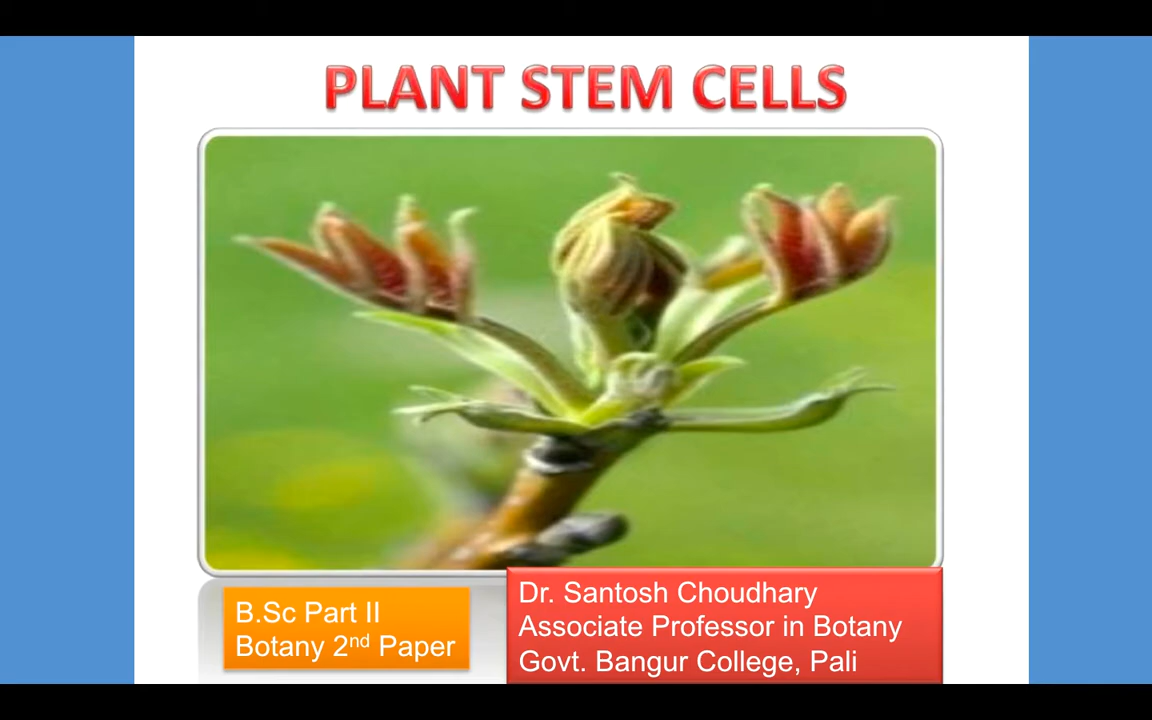 PLANT STEM CELLS
B.Sc Part II
Botany 2nd Paper
Dr. Santosh Choudhary
Associate Professor in Botany
Govt. Bangur College, Pali